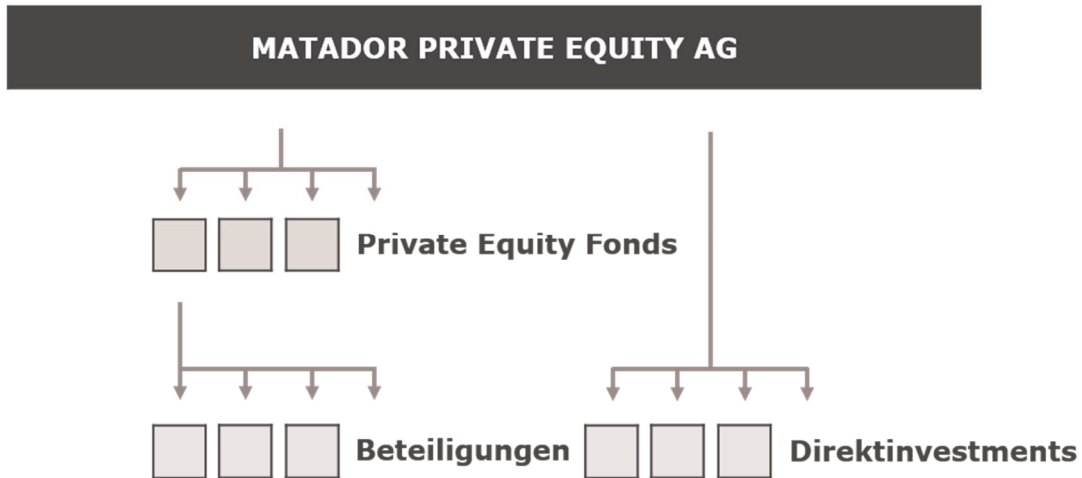 MATADOR PRIVATE EQUITY AG
Private Equity Fonds
Beteiligungen
Direktinvestments